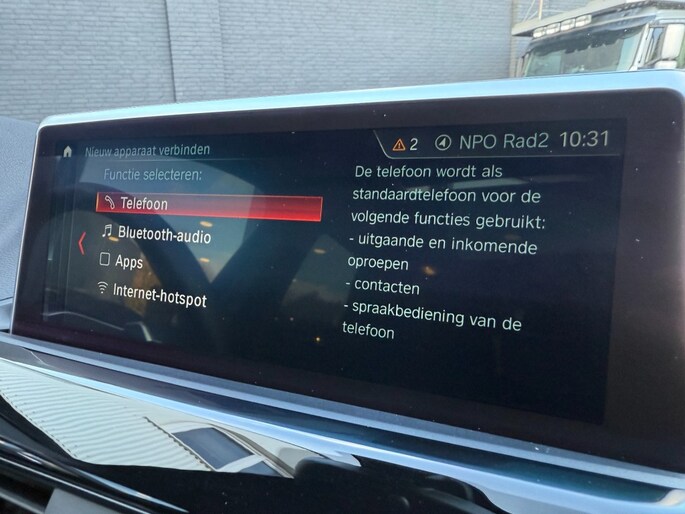 Nieuw apparaat verbinden
2 NPO Rad2 10:31
Functie selecteren:
Telefoon
Bluetooth-audio
Apps
Internet-hotspot
De telefoon wordt als
standaardtelefoon voor de
volgende functies gebruikt:
- uitgaande en inkomende
oproepen
- contacten
- spraakbediening van de
telefoon